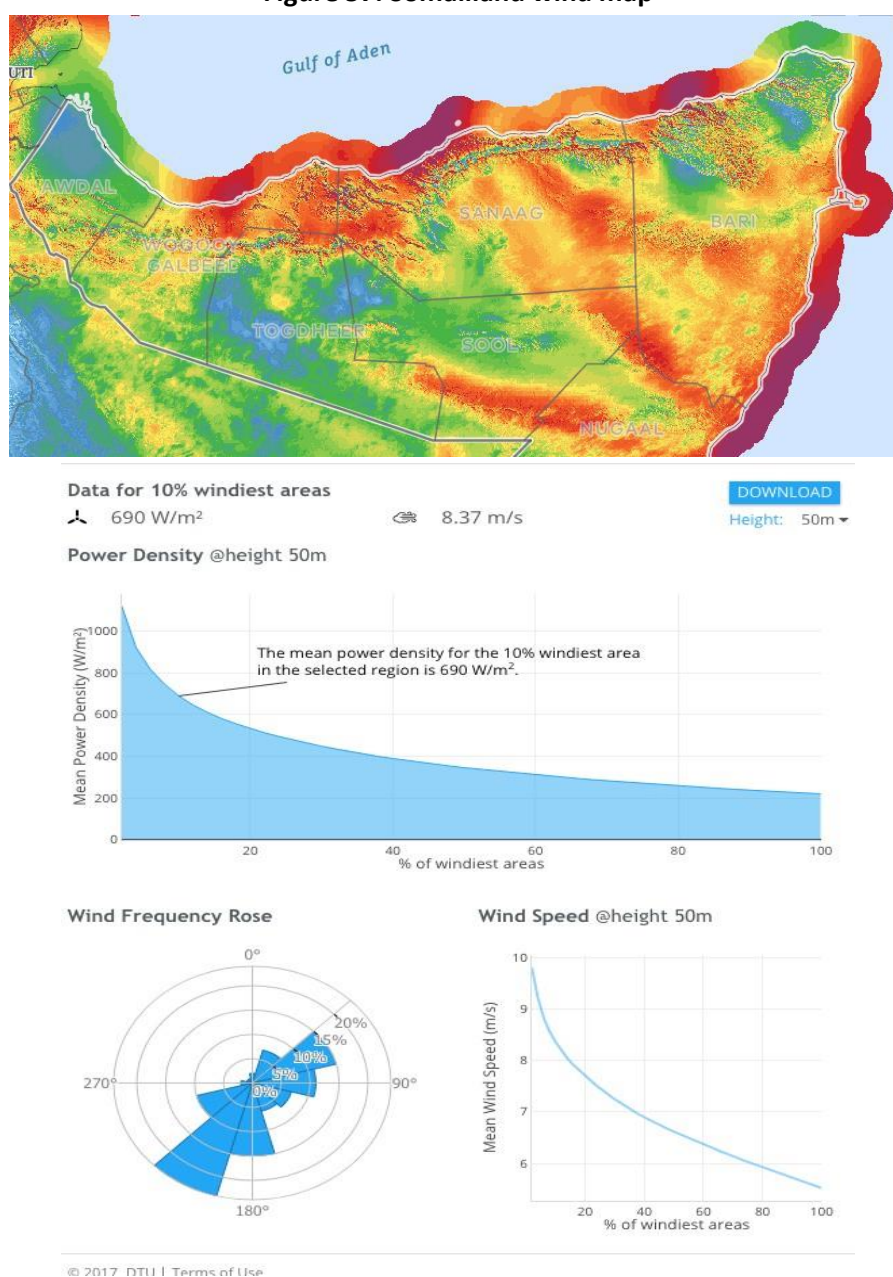 Gulf of Aden
UTI
AWDAL
WOQOOY
GALBEED
SANAAG
BARI
TOGDHEER
SOOL
NUGAAL
Data for 10% windiest areas
DOWNLOAD
690 W/m²
8.37 m/s
Height: 50m
Power Density @height 50m
Mean Power Density (W/m²)
1000
800
600
400
200
0
The mean power density for the 10% windiest area
in the selected region is 690 W/m².
20 40 60 80 100
% of windiest areas
Wind Frequency Rose
0°
20%
15%
10%
5%
0%
270°
90°
180°
Wind Speed @height 50m
Mean Wind Speed (m/s)
10
9
8
7
6
20 40 60 80 100
% of windiest areas
© 2017 DTU | Terms of Use